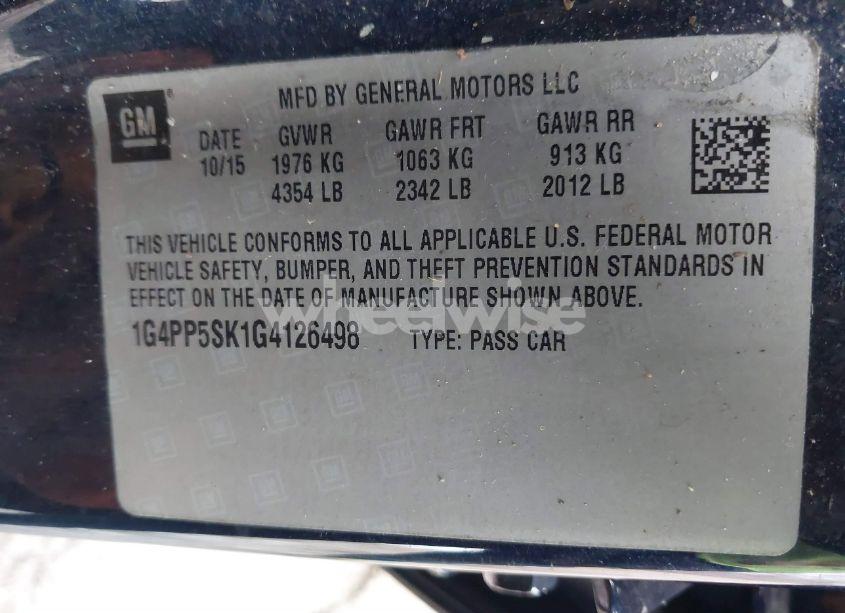 GM
MFD BY GENERAL MOTORS LLC
DATE GVWR GAWR FRT GAWR RR
10/15 1976 KG 1063 KG 913 KG
4354 LB 2342 LB 2012 LB
THIS VEHICLE CONFORMS TO ALL APPLICABLE U.S. FEDERAL MOTOR
VEHICLE SAFETY, BUMPER, AND THEFT PREVENTION STANDARDS IN
EFFECT ON THE DATE OF MANUFACTURE SHOWN ABOVE.
wheelwise
1G4PP5SK1G4126498 TYPE: PASS CAR